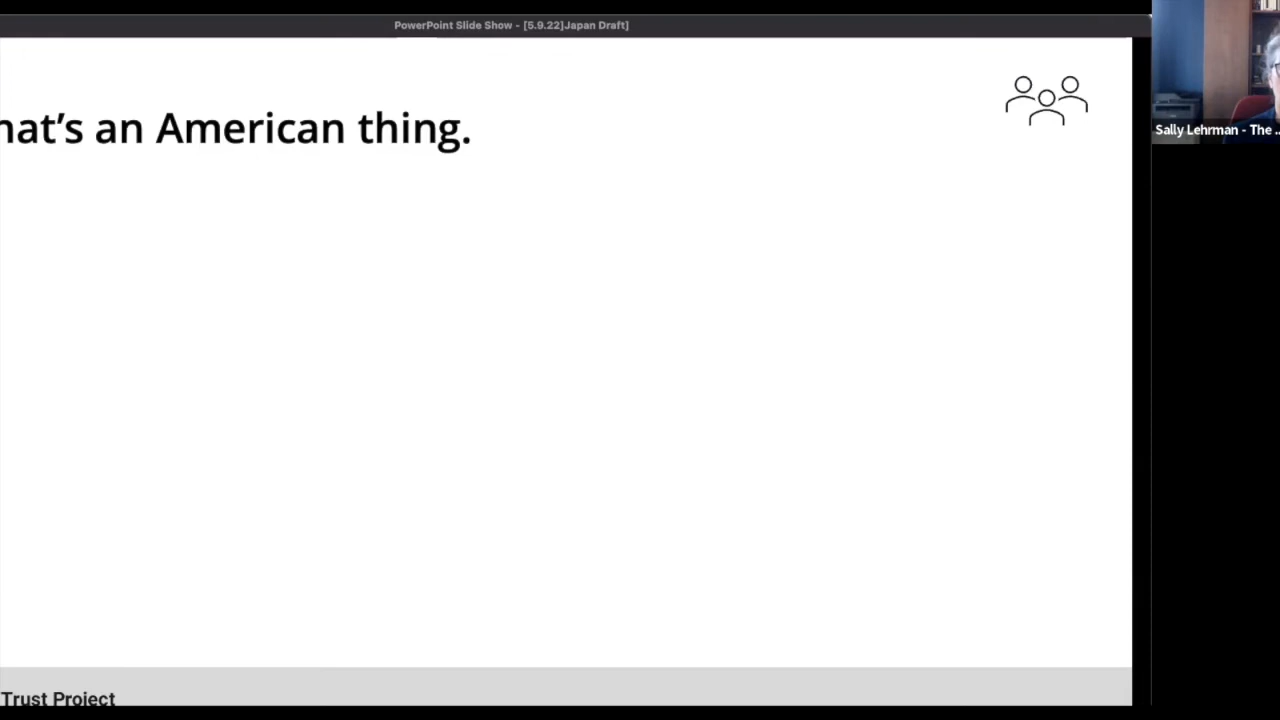 PowerPoint Slide Show - [5.9.22]Japan Draft]
hat's an American thing.
Sally Lehrman - The ..
Trust Project